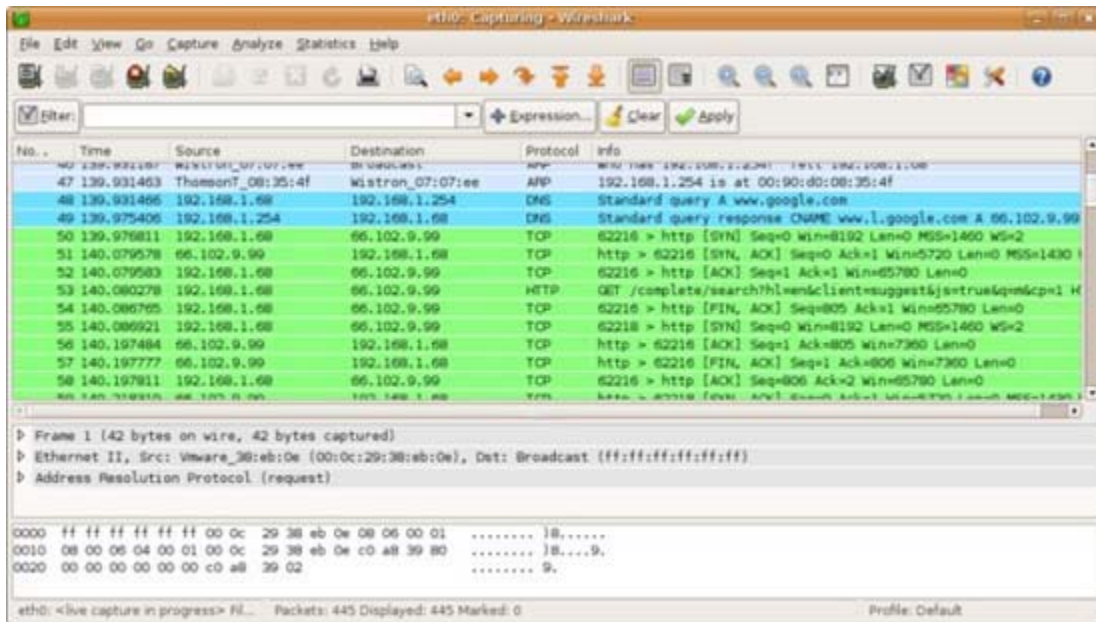 eth0: Capturing - Wireshark
File Edit View Go Capture Analyze Statistics Help
Filter: Expression... Clear Apply
No. . Time Source Destination Protocol Info
47 139.931463 ThomsonT_08:35:4f Wistron_07:07:ee ARP 192.168.1.254 is at 00:90:d0:08:35:4f
48 139.931466 192.168.1.68 192.168.1.254 DNS Standard query A www.google.com
49 139.975406 192.168.1.254 192.168.1.68 DNS Standard query response CNAME www.l.google.com A 66.102.9.99
50 139.976811 192.168.1.68 66.102.9.99 TCP 62216 > http [SYN] Seq=0 Win=8192 Len=0 MSS=1460 WS=2
51 140.079578 66.102.9.99 192.168.1.68 TCP http > 62216 [SYN, ACK] Seq=0 Ack=1 Win=5720 Len=0 MSS=1430
52 140.079583 192.168.1.68 66.102.9.99 TCP 62216 > http [ACK] Seq=1 Ack=1 Win=65780 Len=0
53 140.080278 192.168.1.68 66.102.9.99 HTTP GET /complete/search?hl=en&client=suggest&js=true&q=m&cp=1 H
54 140.086765 192.168.1.68 66.102.9.99 TCP 62216 > http [FIN, ACK] Seq=805 Ack=1 Win=65780 Len=0
55 140.086921 192.168.1.68 66.102.9.99 TCP 62218 > http [SYN] Seq=0 Win=8192 Len=0 MSS=1460 WS=2
56 140.197484 66.102.9.99 192.168.1.68 TCP http > 62216 [ACK] Seq=1 Ack=805 Win=7360 Len=0
57 140.197777 66.102.9.99 192.168.1.68 TCP http > 62216 [FIN, ACK] Seq=1 Ack=806 Win=7360 Len=0
58 140.197811 192.168.1.68 66.102.9.99 TCP 62216 > http [ACK] Seq=806 Ack=2 Win=65780 Len=0
Frame 1 (42 bytes on wire, 42 bytes captured)
Ethernet II, Src: Vmware_38:eb:0e (00:0c:29:38:eb:0e), Dst: Broadcast (ff:ff:ff:ff:ff:ff)
Address Resolution Protocol (request)
0000 ff ff ff ff ff ff 00 0c 29 38 eb 0e 08 06 00 01 ........ )8......
0010 08 00 06 04 00 01 00 0c 29 38 eb 0e c0 a8 39 80 ........ )8....9.
0020 00 00 00 00 00 00 c0 a8 39 02 ........ 9.
eth0: <live capture in progress> Fil... Packets: 445 Displayed: 445 Marked: 0 Profile: Default